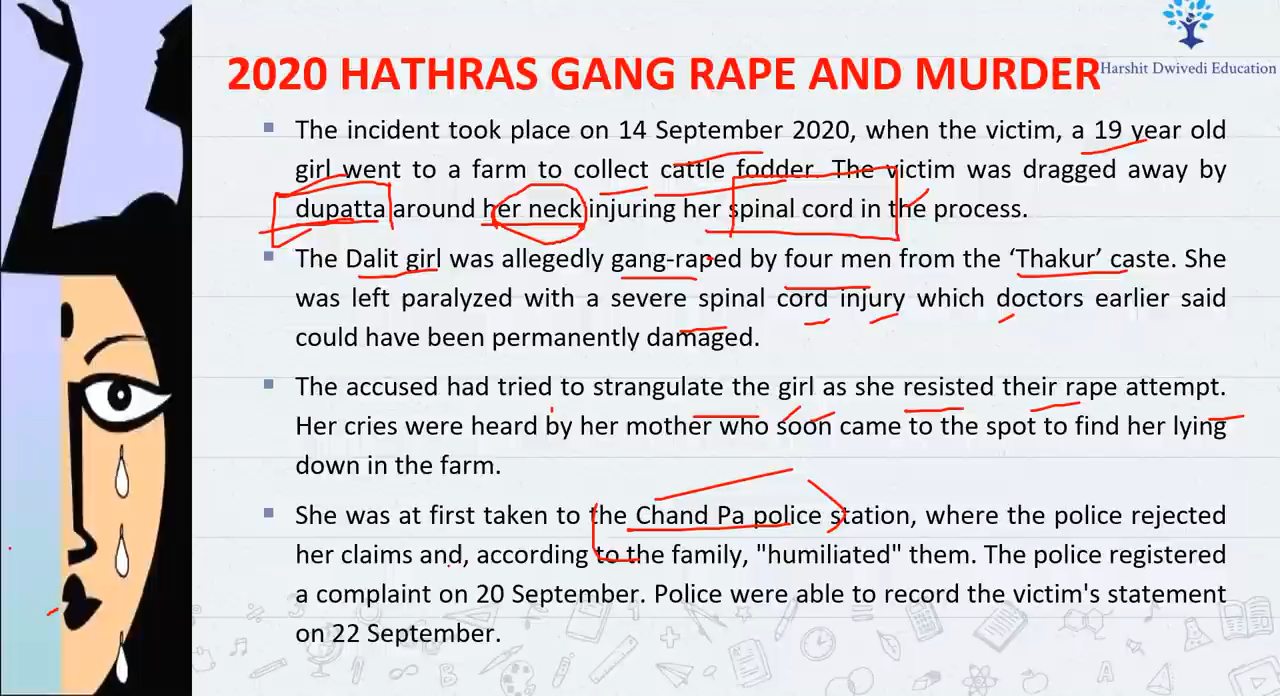 Harshit Dwivedi Education
2020 HATHRAS GANG RAPE AND MURDER
The incident took place on 14 September 2020, when the victim, a 19 year old
girl went to a farm to collect cattle fodder. The victim was dragged away by
dupatta around her neck injuring her spinal cord in the process.
The Dalit girl was allegedly gang-raped by four men from the ‘Thakur’ caste. She
was left paralyzed with a severe spinal cord injury which doctors earlier said
could have been permanently damaged.
The accused had tried to strangulate the girl as she resisted their rape attempt.
Her cries were heard by her mother who soon came to the spot to find her lying
down in the farm.
She was at first taken to the Chand Pa police station, where the police rejected
her claims and, according to the family, "humiliated" them. The police registered
a complaint on 20 September. Police were able to record the victim's statement
on 22 September.